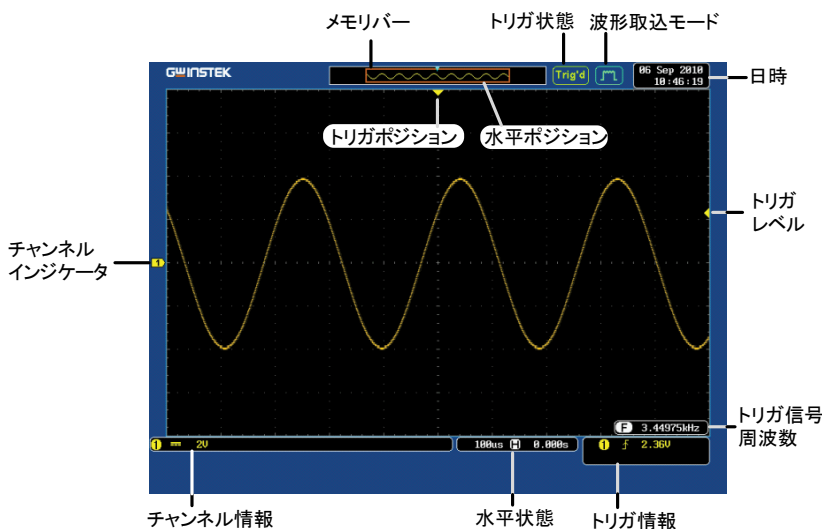 メモリバー
トリガ状態
波形取込モード
GWINSTEK
Trig'd
06 Sep 2010
10:46:19
日時
トリガポジション
水平ポジション
トリガ
レベル
チャンネル
インジケータ
1
F 3.44975kHz
トリガ信号
周波数
1 2V
100us H 0.000s
1 2.36V
チャンネル情報
水平状態
トリガ情報